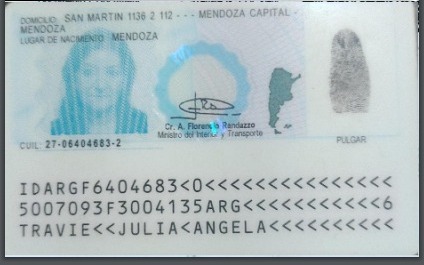 DOMICILIO: SAN MARTIN 1136 2 112 - - - MENDOZA CAPITAL -
MENDOZA
LUGAR DE NACIMIENTO: MENDOZA
Cr. A. Florencio Randazzo
Ministro del Interior y Transporte
PULGAR
CUIL: 27-06404683-2
IDARGF6404683<0<<<<<<<<<<<<<<<
5007093F3004135ARG<<<<<<<<<<<6
TRAVIE<<JULIA<ANGELA<<<<<<<<<<